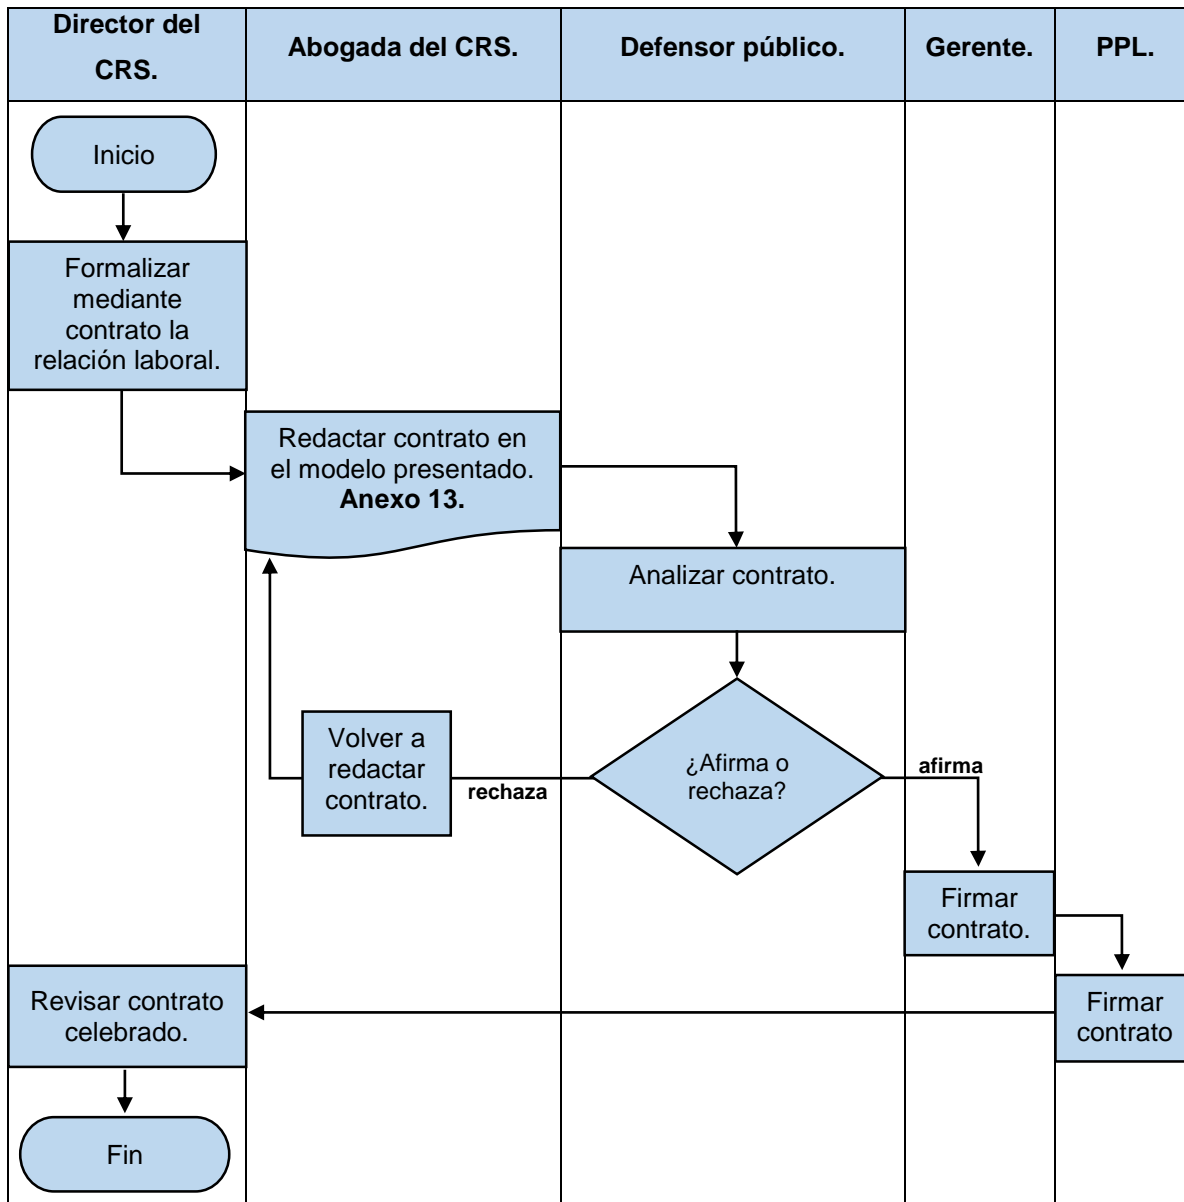 Director del
CRS.
Abogada del CRS.
Defensor público.
Gerente.
PPL.
Inicio
Formalizar
mediante
contrato la
relación laboral.
Redactar contrato en
el modelo presentado.
Anexo 13.
Analizar contrato.
¿Afirma o
rechaza?
afirma
rechaza
Volver a
redactar
contrato.
Firmar
contrato.
Firmar
contrato
Revisar contrato
celebrado.
Fin